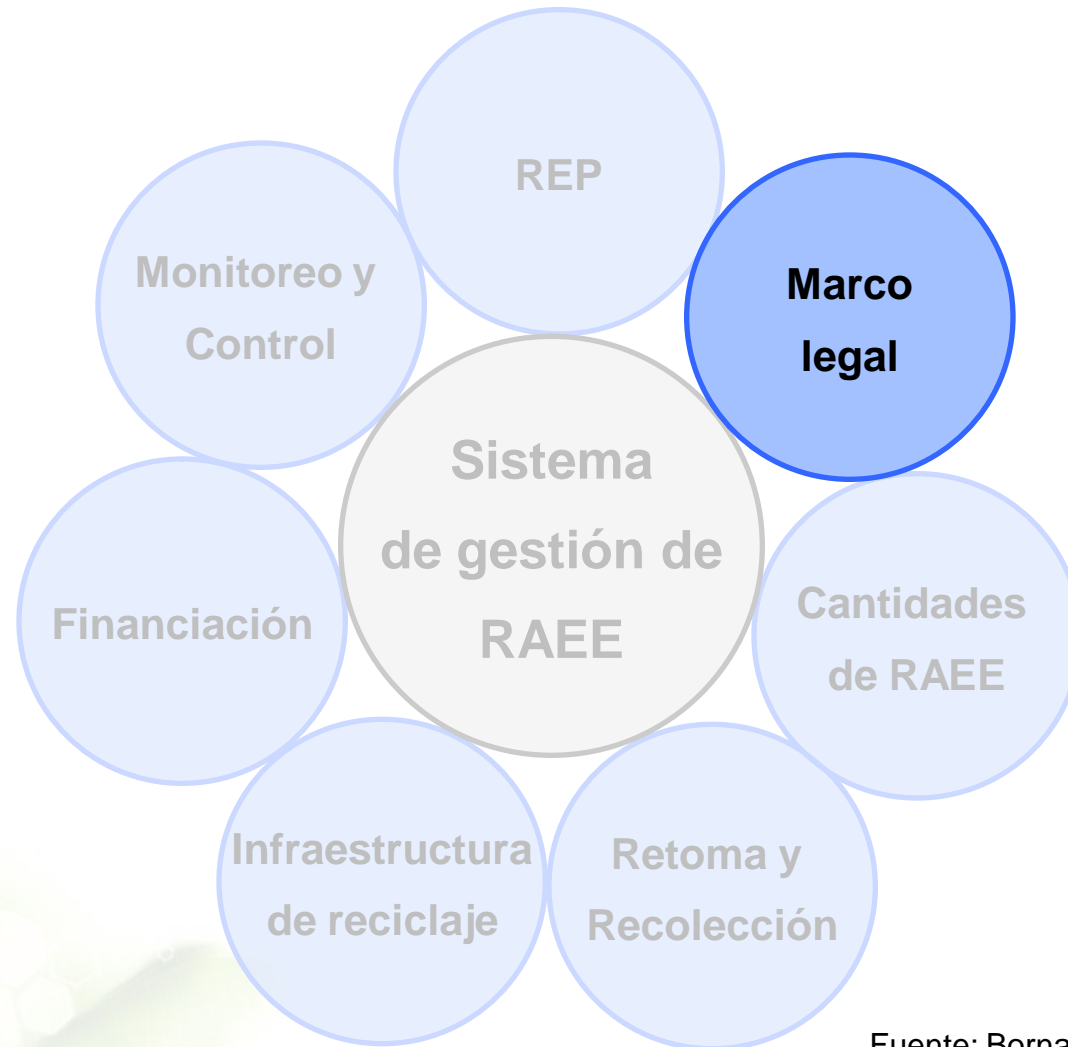 REP
Marco
legal
Monitoreo y
Control
Sistema
de gestión de
RAEE
Cantidades
de RAEE
Financiación
Infraestructura
de reciclaje
Retoma y
Recolección
Fuente: